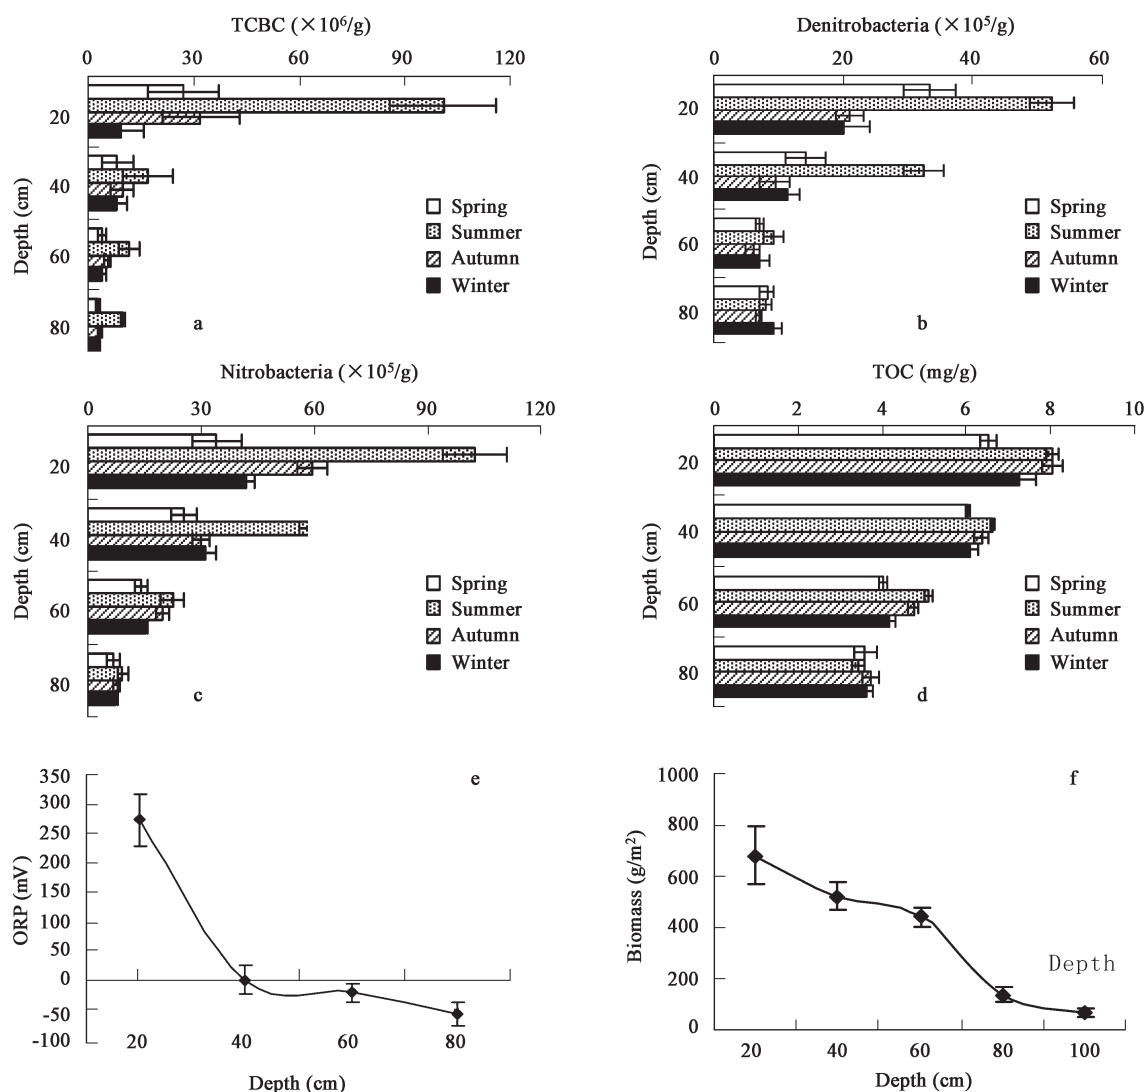 TCBC (×10⁶/g)
0 30 60 90 120
20
40
60
80
Depth (cm)
Spring
Summer
Autumn
Winter
a
Denitrobacteria (×10⁵/g)
0 20 40 60
20
40
60
80
Depth (cm)
Spring
Summer
Autumn
Winter
b
Nitrobacteria (×10⁵/g)
0 30 60 90 120
20
40
60
80
Depth (cm)
Spring
Summer
Autumn
Winter
c
TOC (mg/g)
0 2 4 6 8 10
20
40
60
80
Depth (cm)
Spring
Summer
Autumn
Winter
d
350
300
250
200
150
100
50
0
-50
-100
ORP (mV)
e
20 40 60 80
Depth (cm)
1000
800
600
400
200
0
Biomass (g/m²)
f
Depth
20 40 60 80 100
Depth (cm)